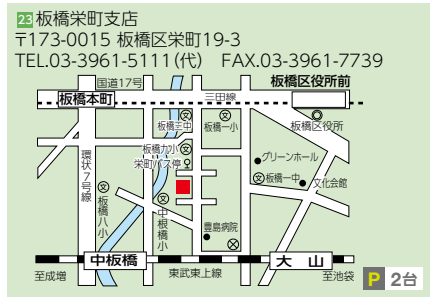 23 板橋栄町支店
〒173-0015 板橋区栄町19-3
TEL.03-3961-5111(代) FAX.03-3961-7739
国道17号
板橋区役所前
板橋本町
三田線
文
板橋三中
文
板橋一小
板橋区役所
板橋九小 文
栄町バス停
グリーンホール
環状7号線
文
板橋八小
文
中根橋小
文 板橋一中
文化会館
豊島病院
中板橋
大山
至成増
東武東上線
至池袋
P 2台